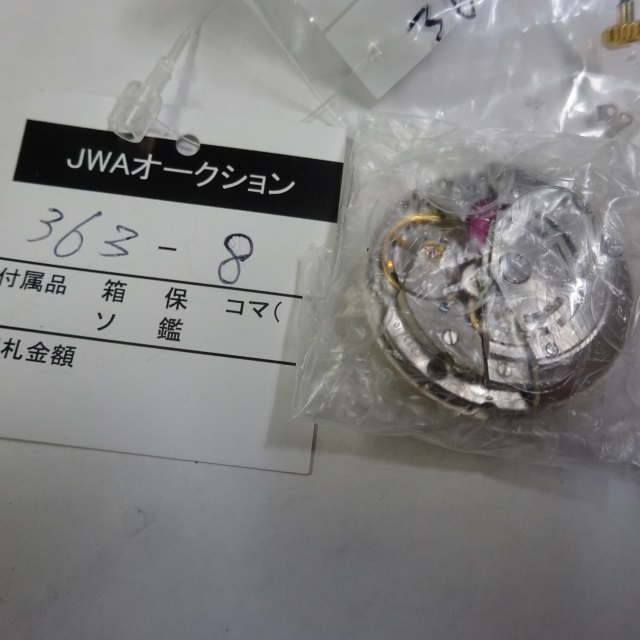 JWAオークション
363-8
付属品 箱 保 コマ(
ソ 鑑
札金額